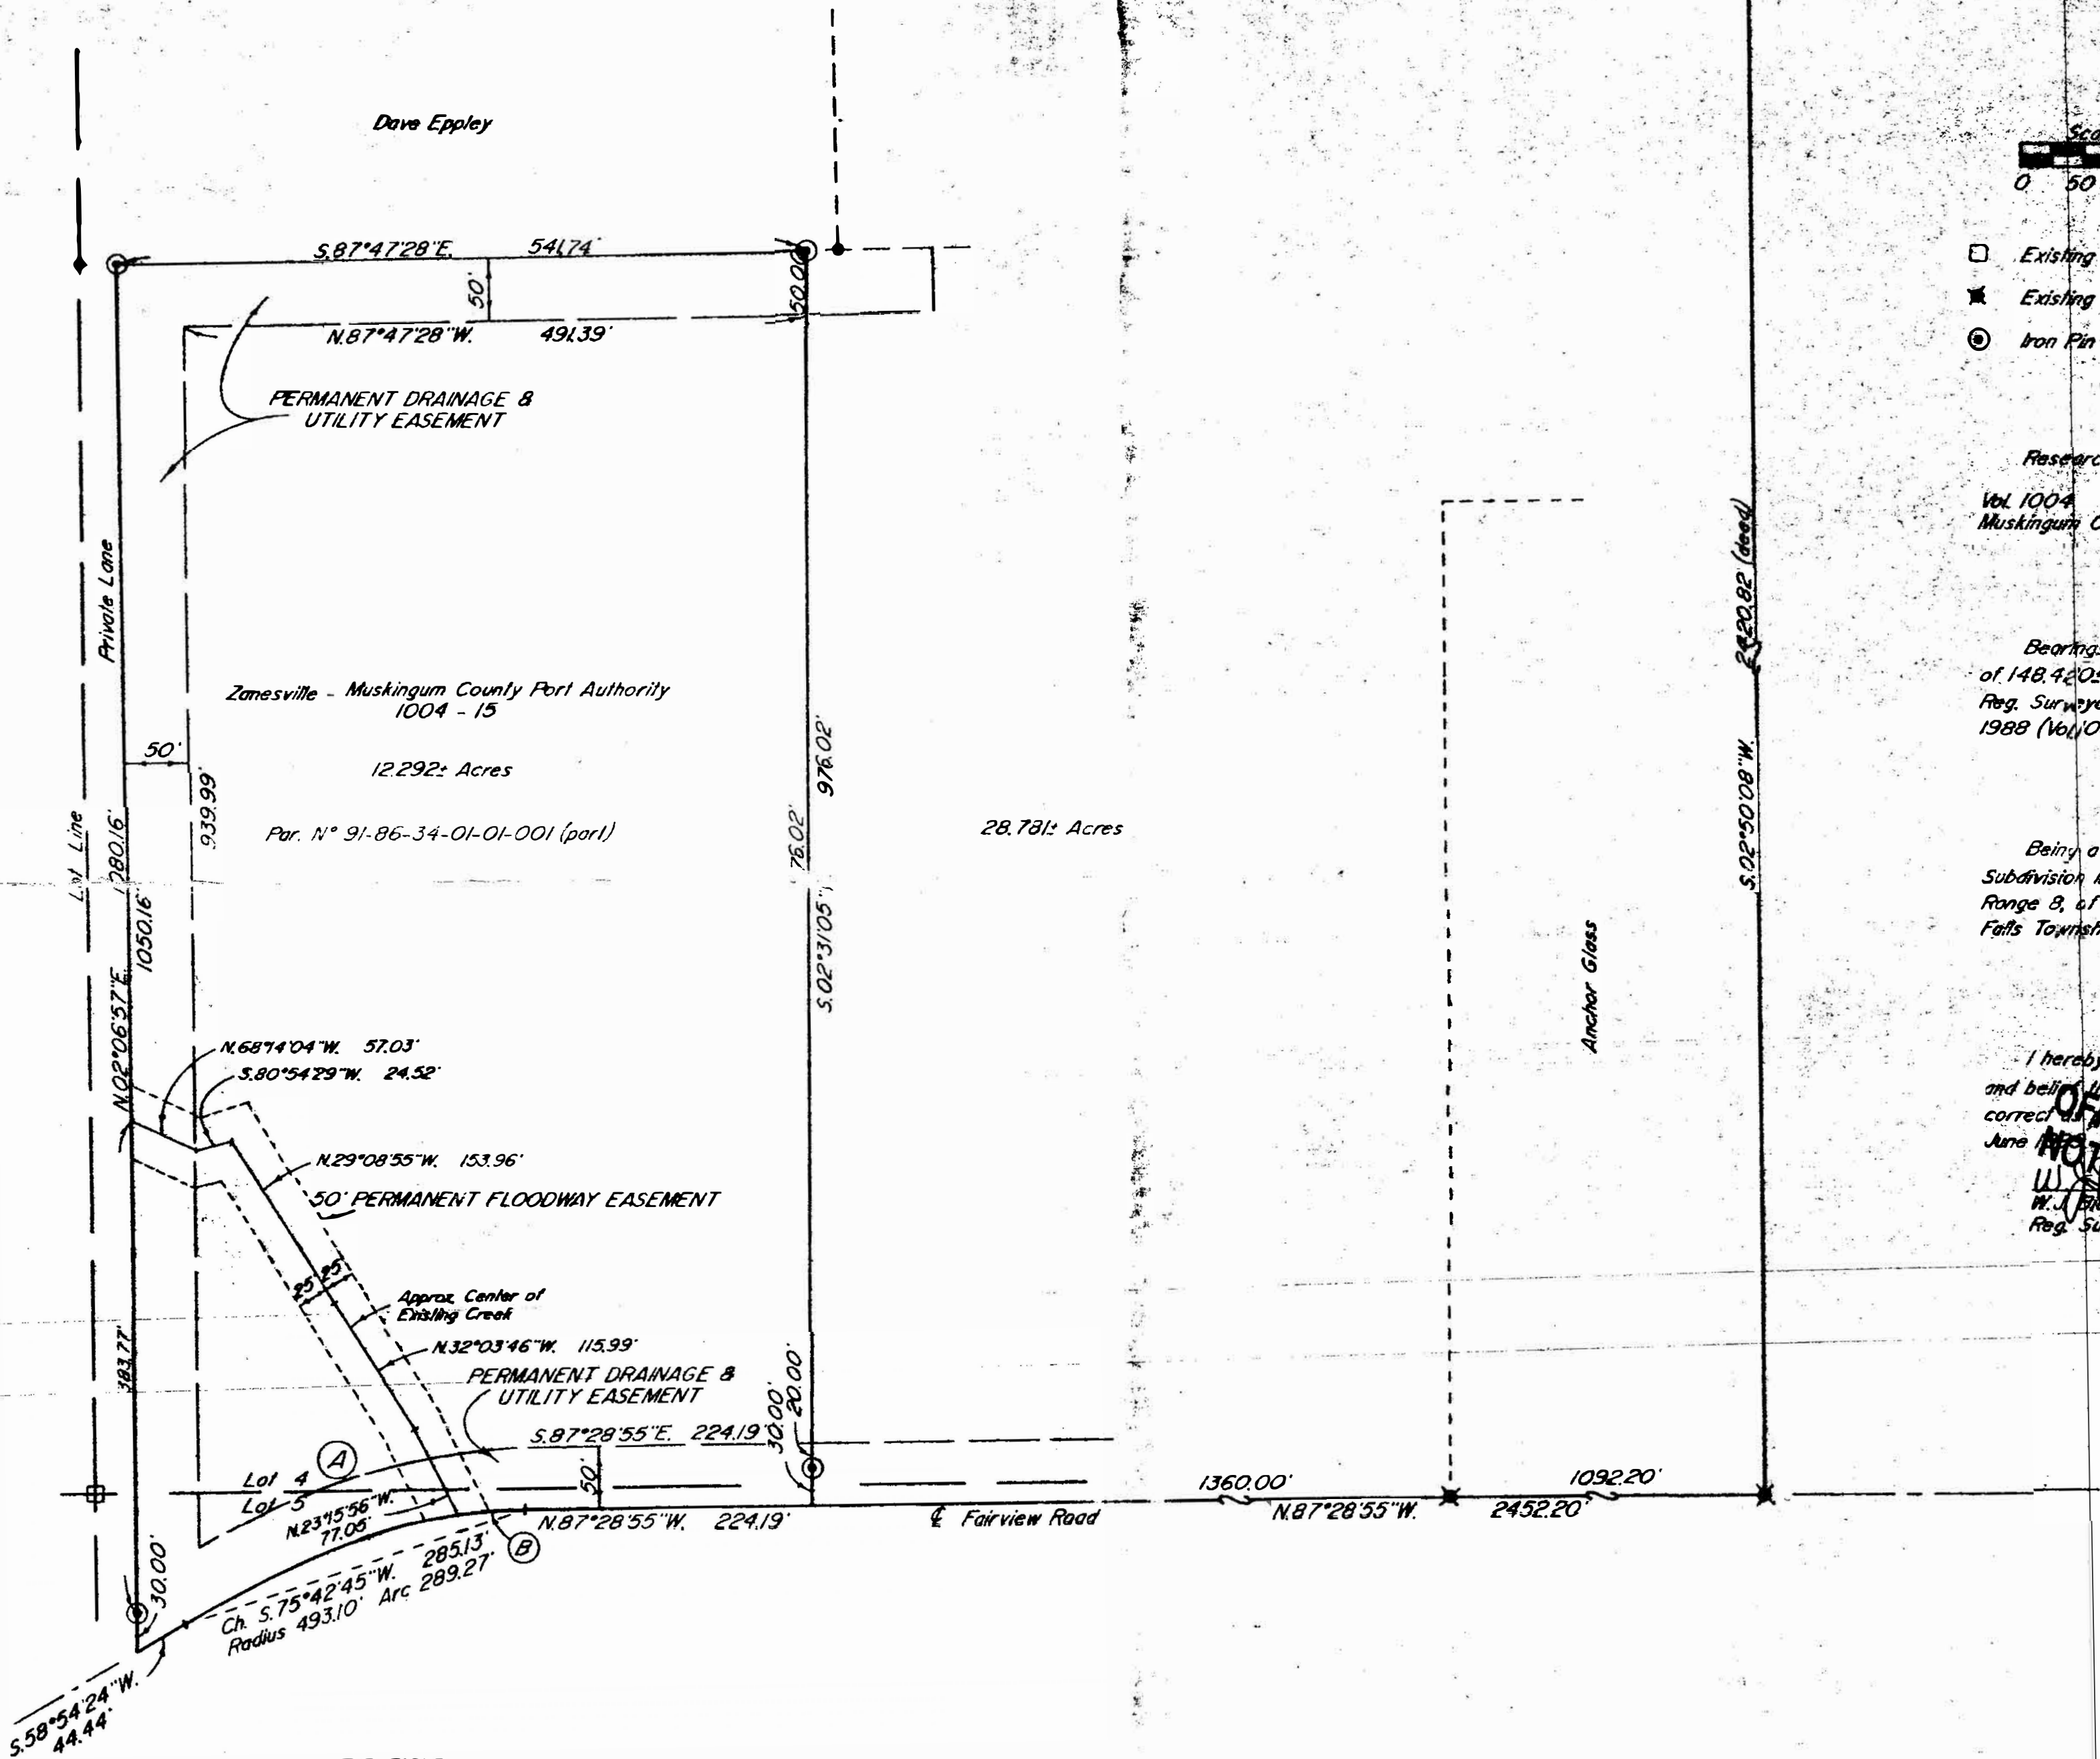 Dave Eppley
S.87°47'28"E. 541.74'
50'
50.00'
N.87°47'28"W. 491.39'
PERMANENT DRAINAGE &
UTILITY EASEMENT
Private Lane
Zanesville - Muskingum County Port Authority
1004 - 15
12.292± Acres
Par. N° 91-86-34-01-01-001 (part)
50'
939.99'
Lot Line
1080.16'
1050.16'
N.02°06'57"E.
383.77'
976.02'
76.02'
S.02°31'05"
28.781± Acres
Anchor Glass
(deed)
S.02°50'08"W.
N.68°14'04"W. 57.03'
S.80°54'29"W. 24.52'
N.29°08'55"W. 153.96'
50' PERMANENT FLOODWAY EASEMENT
25' 25'
Approx. Center of
Existing Creek
N.32°03'46"W. 115.99'
PERMANENT DRAINAGE &
UTILITY EASEMENT
S.87°28'55"E. 224.19'
30.00'
20.00'
50'
A
Lot 4
Lot 5
N.23°15'56"W.
77.05'
B
N.87°28'55"W. 224.19'
℄ Fairview Road
1360.00'
N.87°28'55"W. 2452.20'
1092.20'
30.00'
Ch. S.75°42'45"W. 285.13'
Radius 493.10' Arc 289.27'
S.58°54'24"W.
44.44'
Sca
0 50
Existing
Existing
Iron Pin
Researc
Vol. 1004
Muskingum C
Bearing
of 148.420±
Reg. Surveyo
1988
Being a
Subdivision
Range 8, of
Falls Townsh
I hereby
and belief
correct
June
W.J.
Reg. Su